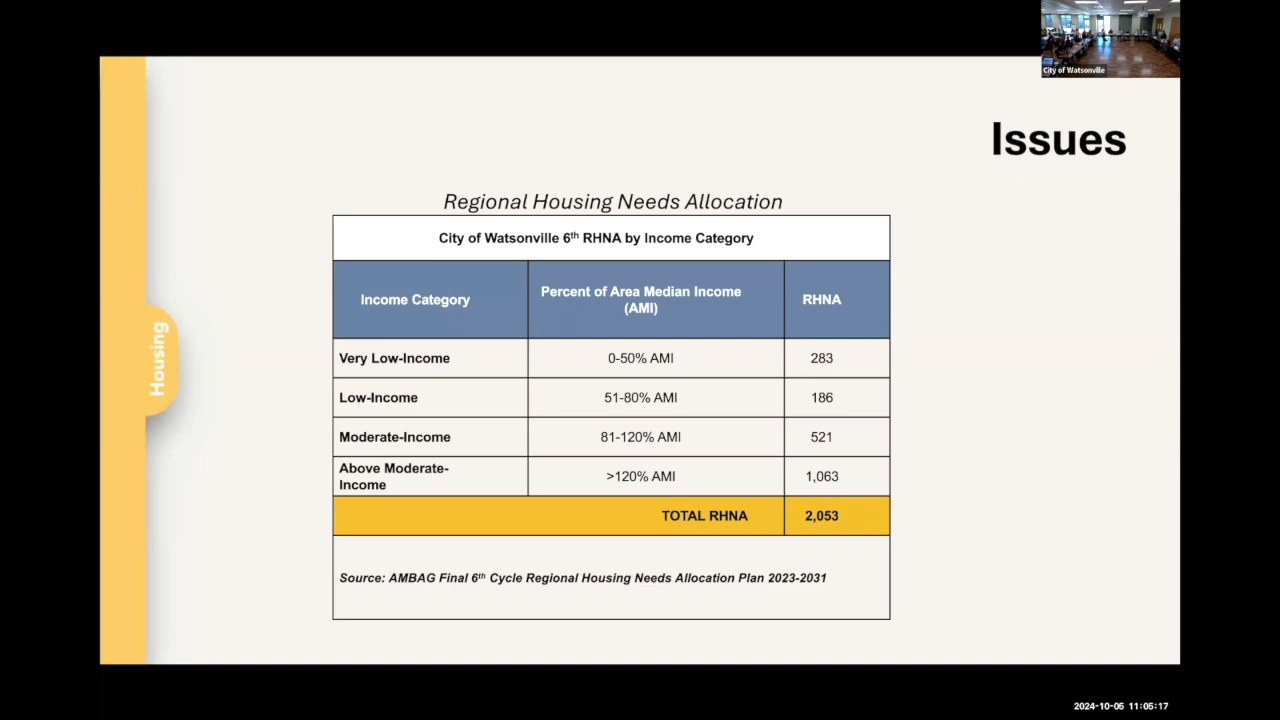 City of Watsonville
Issues
Housing
Regional Housing Needs Allocation
City of Watsonville 6th RHNA by Income Category
Income Category
Percent of Area Median Income
(AMI)
RHNA
Very Low-Income
0-50% AMI
283
Low-Income
51-80% AMI
186
Moderate-Income
81-120% AMI
521
Above Moderate-
Income
>120% AMI
1,063
TOTAL RHNA
2,053
Source: AMBAG Final 6th Cycle Regional Housing Needs Allocation Plan 2023-2031
2024-10-05 11:05:17